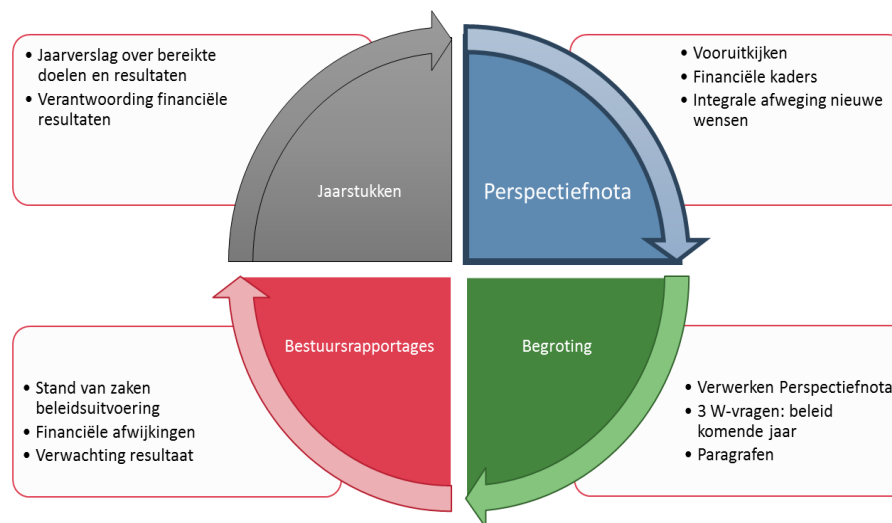 • Jaarverslag over bereikte
doelen en resultaten
• Verantwoording financiële
resultaten
Jaarstukken
• Vooruitkijken
• Financiële kaders
• Integrale afweging nieuwe
wensen
Perspectiefnota
• Stand van zaken
beleidsuitvoering
• Financiële afwijkingen
• Verwachting resultaat
Bestuursrapportages
Begroting
• Verwerken Perspectiefnota
• 3 W-vragen: beleid
komende jaar
• Paragrafen